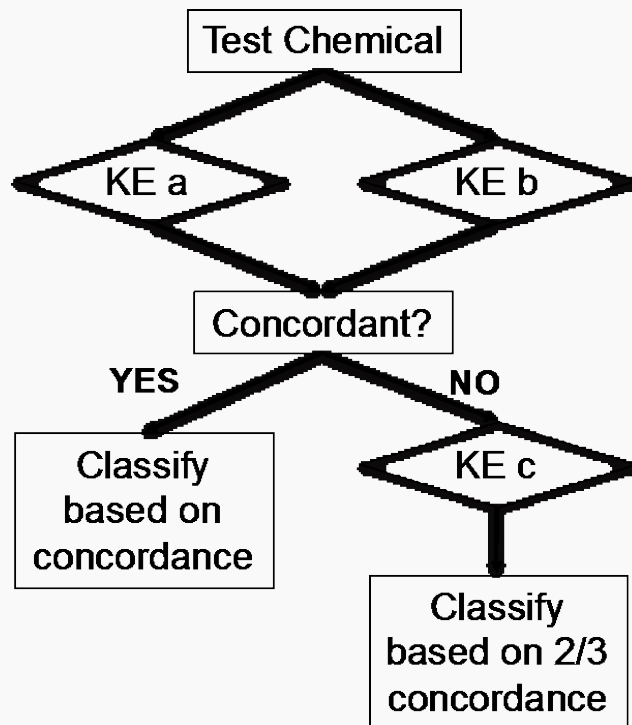 Test Chemical
KE a
KE b
Concordant?
YES
NO
Classify
based on
concordance
KE c
Classify
based on 2/3
concordance